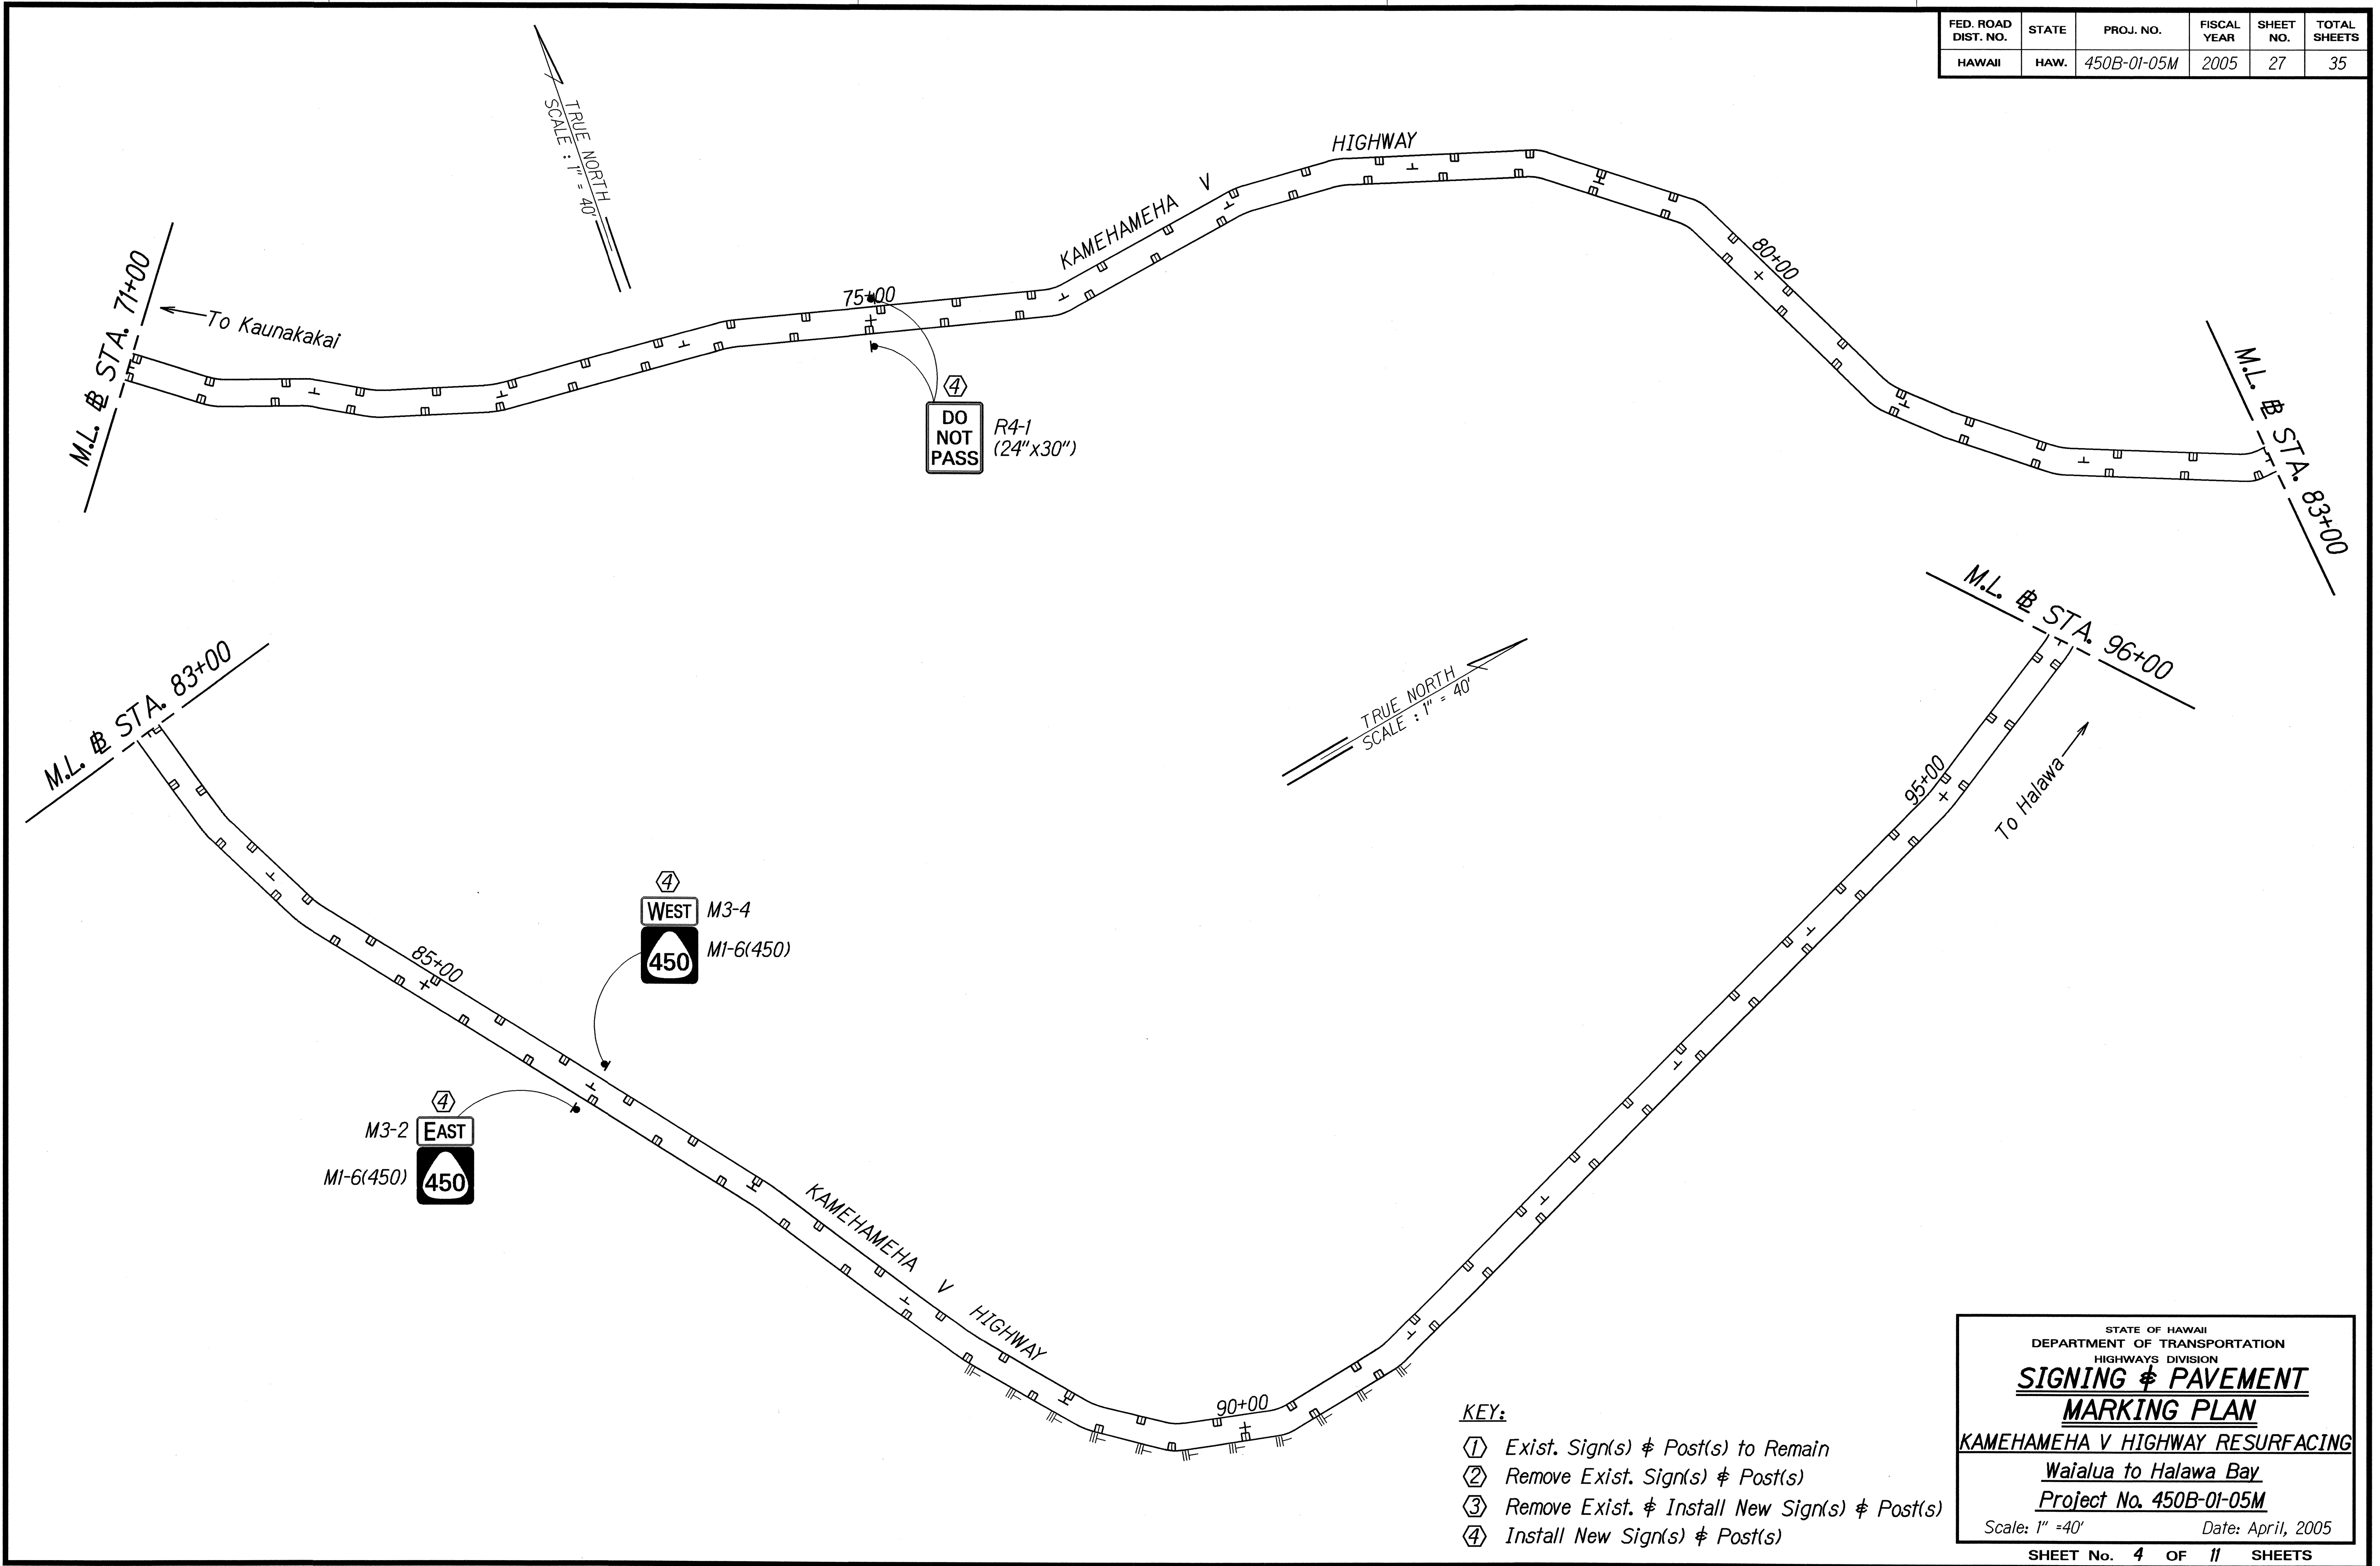 FED. ROAD DIST. NO. STATE PROJ. NO. FISCAL YEAR SHEET NO. TOTAL SHEETS
HAWAII HAW. 450B-01-05M 2005 27 35
TRUE NORTH
SCALE : 1" = 40'
M.L. BL STA. 71+00
To Kaunakakai
75+00
KAMEHAMEHA V HIGHWAY
80+00
M.L. BL STA. 83+00
4
DO
NOT
PASS
R4-1
(24"x30")
M.L. BL STA. 83+00
TRUE NORTH
SCALE : 1" = 40'
M.L. BL STA. 96+00
To Halawa
95+00
85+00
4
WEST M3-4
450 M1-6(450)
4
M3-2 EAST
M1-6(450) 450
KAMEHAMEHA V HIGHWAY
90+00
KEY:
1 Exist. Sign(s) & Post(s) to Remain
2 Remove Exist. Sign(s) & Post(s)
3 Remove Exist. & Install New Sign(s) & Post(s)
4 Install New Sign(s) & Post(s)
STATE OF HAWAII
DEPARTMENT OF TRANSPORTATION
HIGHWAYS DIVISION
SIGNING & PAVEMENT
MARKING PLAN
KAMEHAMEHA V HIGHWAY RESURFACING
Waialua to Halawa Bay
Project No. 450B-01-05M
Scale: 1" =40' Date: April, 2005
SHEET No. 4 OF 11 SHEETS